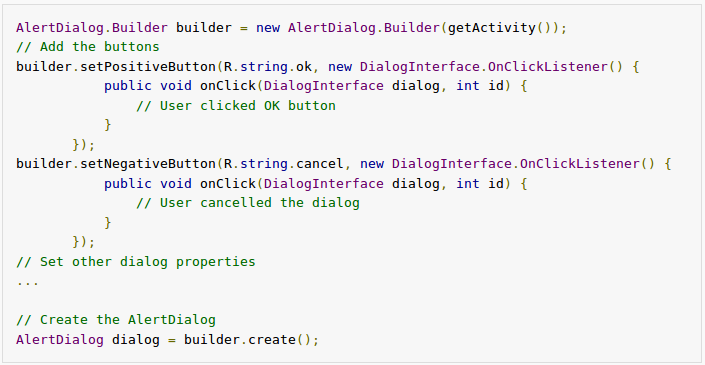 AlertDialog.Builder builder = new AlertDialog.Builder(getActivity());
// Add the buttons
builder.setPositiveButton(R.string.ok, new DialogInterface.OnClickListener() {
           public void onClick(DialogInterface dialog, int id) {
               // User clicked OK button
           }
       });
builder.setNegativeButton(R.string.cancel, new DialogInterface.OnClickListener() {
           public void onClick(DialogInterface dialog, int id) {
               // User cancelled the dialog
           }
       });
// Set other dialog properties
...

// Create the AlertDialog
AlertDialog dialog = builder.create();